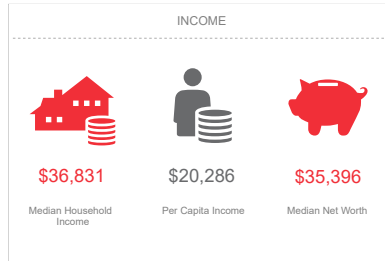 INCOME
$36,831
$20,286
$35,396
Median Household
Income
Per Capita Income
Median Net Worth